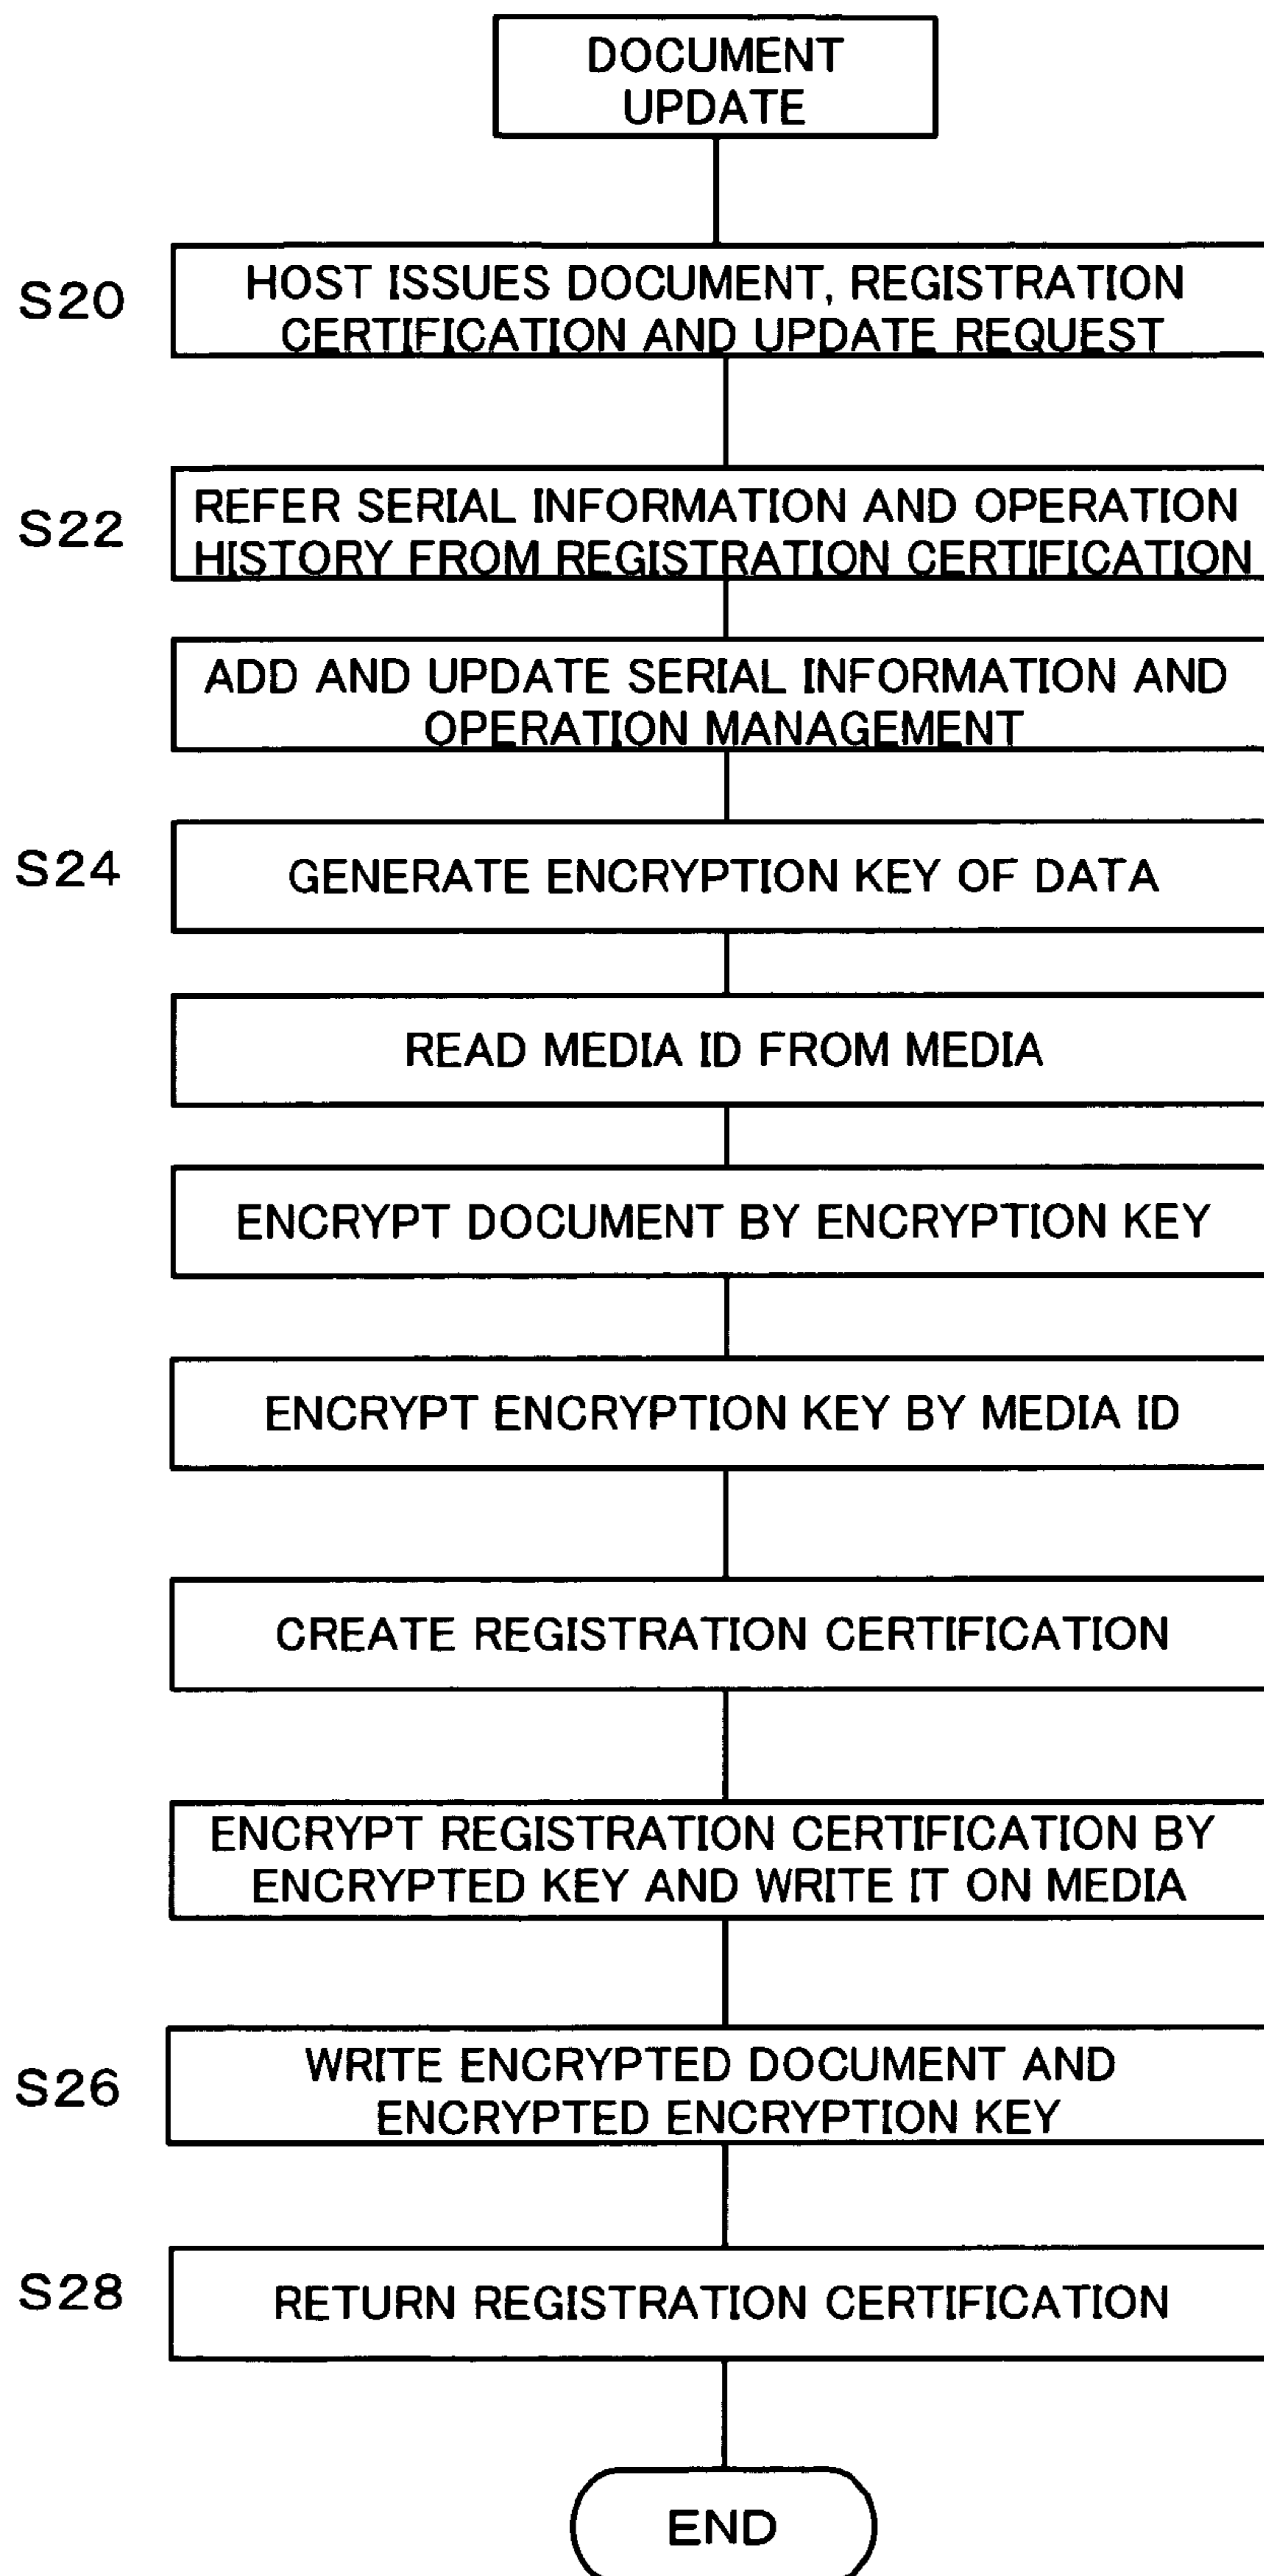 DOCUMENT
UPDATE
S20
HOST ISSUES DOCUMENT, REGISTRATION
CERTIFICATION AND UPDATE REQUEST
S22
REFER SERIAL INFORMATION AND OPERATION
HISTORY FROM REGISTRATION CERTIFICATION
ADD AND UPDATE SERIAL INFORMATION AND
OPERATION MANAGEMENT
S24
GENERATE ENCRYPTION KEY OF DATA
READ MEDIA ID FROM MEDIA
ENCRYPT DOCUMENT BY ENCRYPTION KEY
ENCRYPT ENCRYPTION KEY BY MEDIA ID
CREATE REGISTRATION CERTIFICATION
ENCRYPT REGISTRATION CERTIFICATION BY
ENCRYPTED KEY AND WRITE IT ON MEDIA
S26
WRITE ENCRYPTED DOCUMENT AND
ENCRYPTED ENCRYPTION KEY
S28
RETURN REGISTRATION CERTIFICATION
END